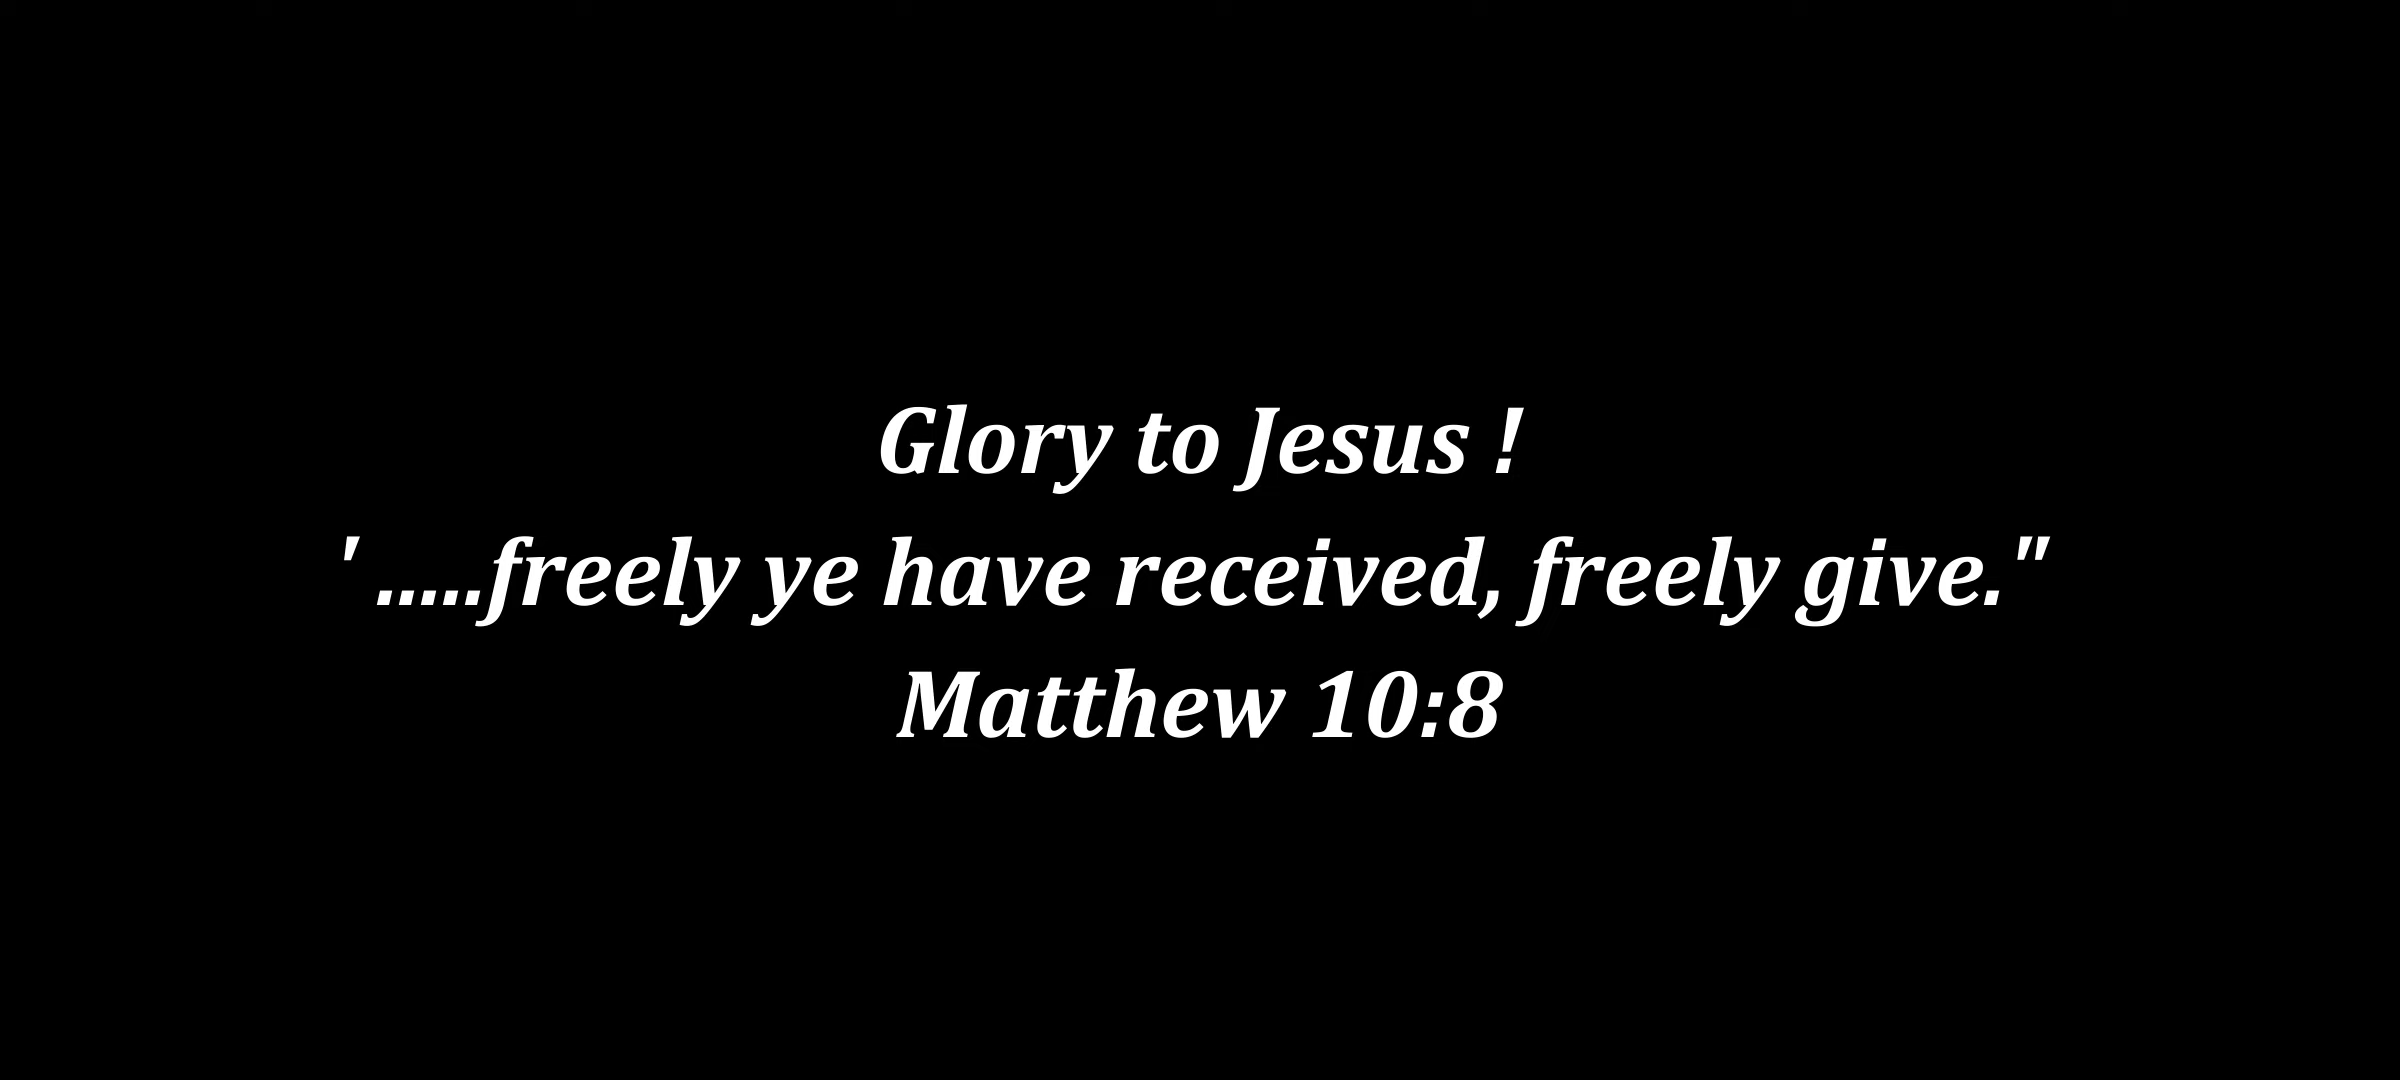 Glory to Jesus !
' .....freely ye have received, freely give."
Matthew 10:8